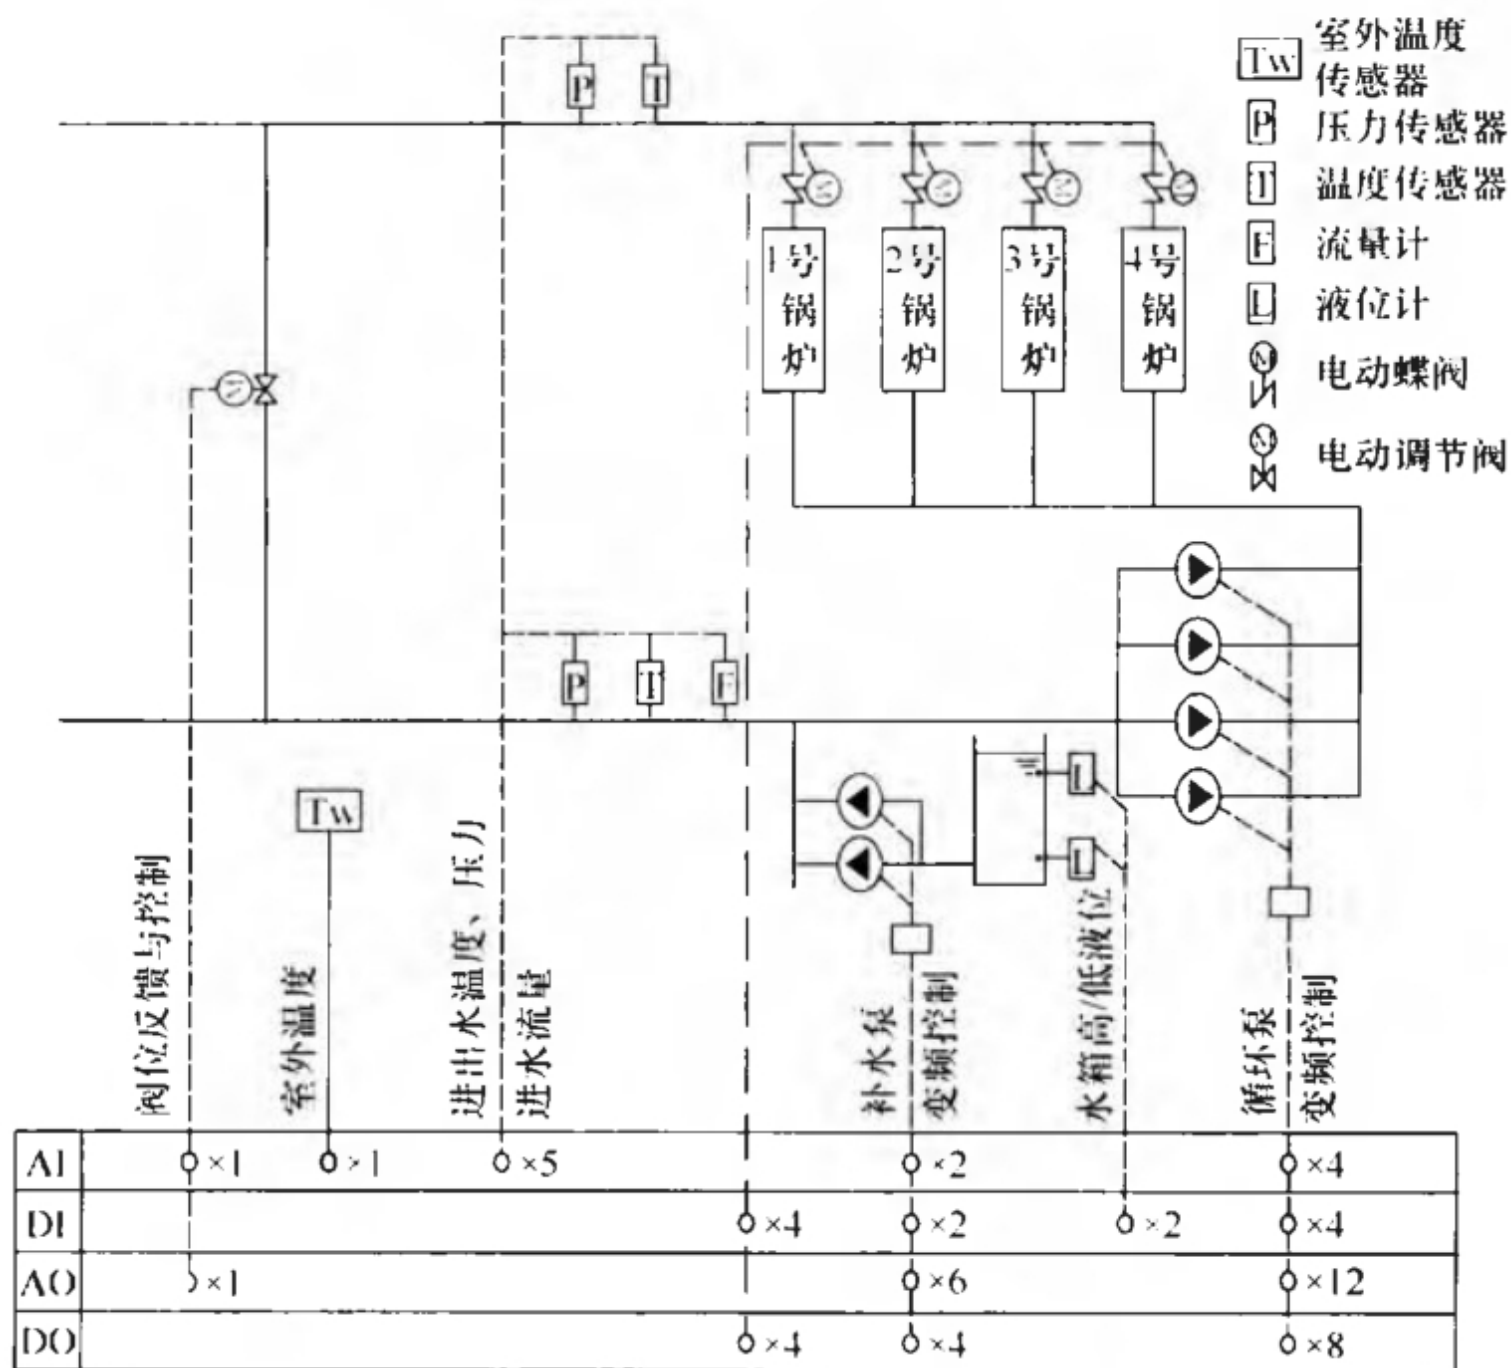 Tw 室外温度
传感器
P 压力传感器
T 温度传感器
F 流量计
L 液位计
M 电动蝶阀
M 电动调节阀
P T
M M M M
1号锅炉
2号锅炉
3号锅炉
4号锅炉
M
P T F
Tw
L
L
阀位反馈与控制
室外温度
进出水温度、压力
进水流量
补水泵
变频控制
水箱高/低液位
循环泵
变频控制
AI ×1 ×1 ×5 ×2 ×4
DI ×4 ×2 ×2 ×4
AO ×1 ×6 ×12
DO ×4 ×4 ×8